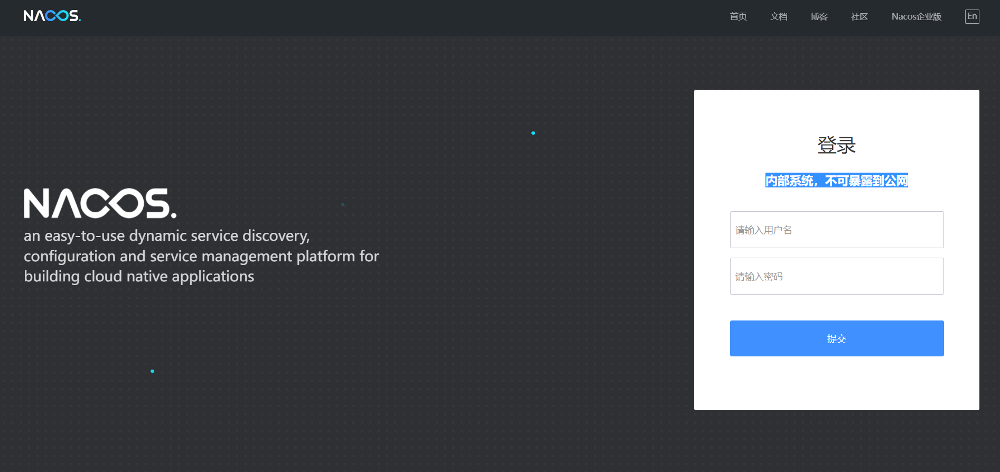 NACOS.
首页 文档 博客 社区 Nacos企业版 En
NACOS.
an easy-to-use dynamic service discovery,
configuration and service management platform for
building cloud native applications
登录
内部系统，不可暴露到公网
请输入用户名
请输入密码
提交